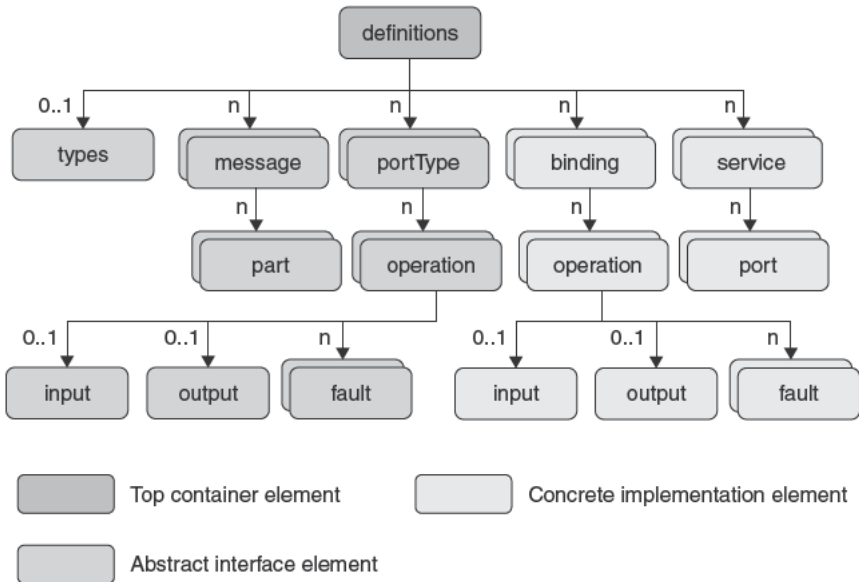 definitions
0..1 n n n n
types message portType binding service
n n n n
part operation operation port
0..1 0..1 n 0..1 0..1 n
input output fault input output fault
Top container element Concrete implementation element
Abstract interface element